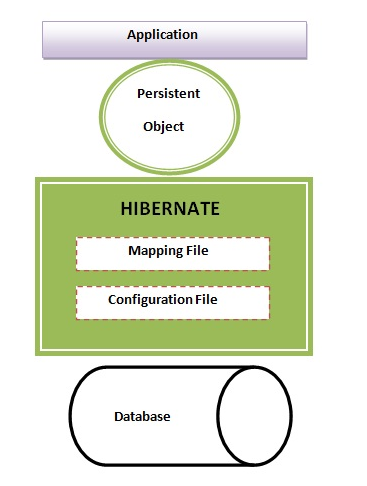 Application
Persistent
Object
HIBERNATE
Mapping File
Configuration File
Database